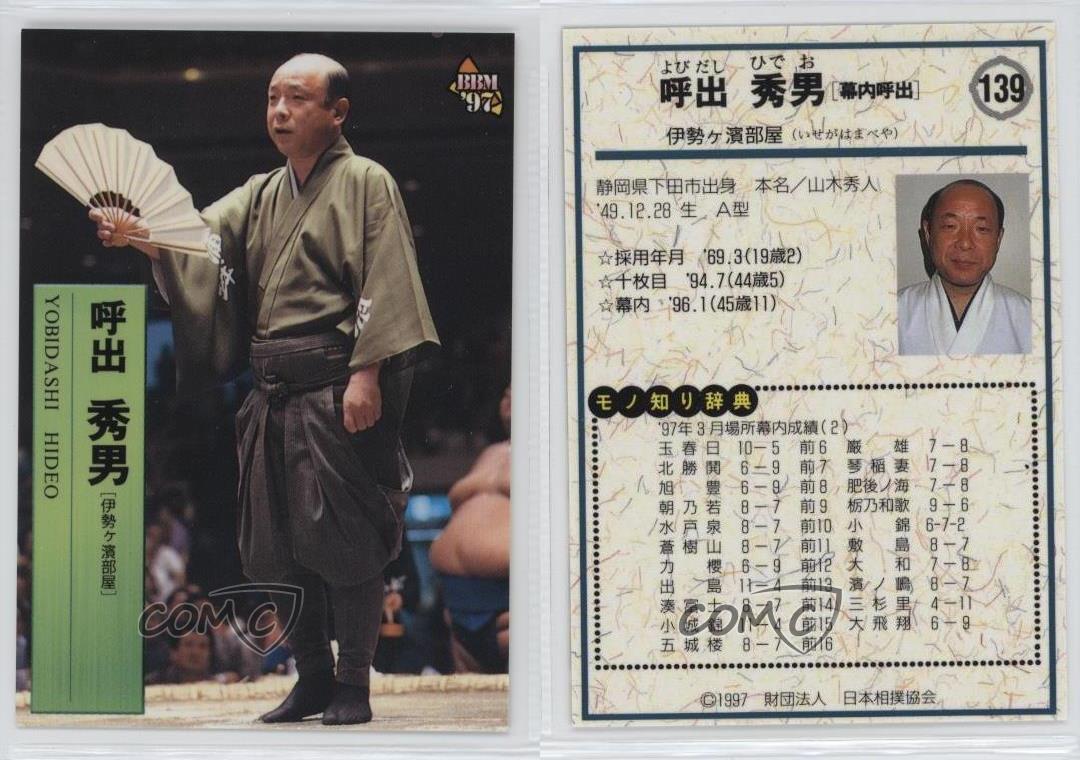 BBM
'97
呼出 秀男
[伊勢ヶ濱部屋]
YOBIDASHI HIDEO
COMC
よびだし ひでお
呼出 秀男[幕内呼出]
139
伊勢ヶ濱部屋(いせがはまべや)
静岡県下田市出身 本名/山木秀人
'49.12.28 生 A型
☆採用年月 '69.3(19歳2)
☆十枚目 '94.7(44歳5)
☆幕内 '96.1(45歳11)
モノ知り辞典
'97年3月場所幕内成績(2)
玉春日 10-5 前6 巌雄 7-8
北勝鬨 6-9 前7 琴稲妻 7-8
旭豊 6-9 前8 肥後ノ海 7-8
朝乃若 8-7 前9 栃乃和歌 9-6
水戸泉 8-7 前10 小錦 6-7-2
蒼樹山 8-7 前11 敷島 8-7
力櫻 6-9 前12 大和 7-8
出島 11-4 前13 濱ノ嶋 8-7
湊富士 前14 三杉里 4-11
小城錦 前15 大飛翔 6-9
五城楼 8-7 前16
COMC
©1997 財団法人 日本相撲協会